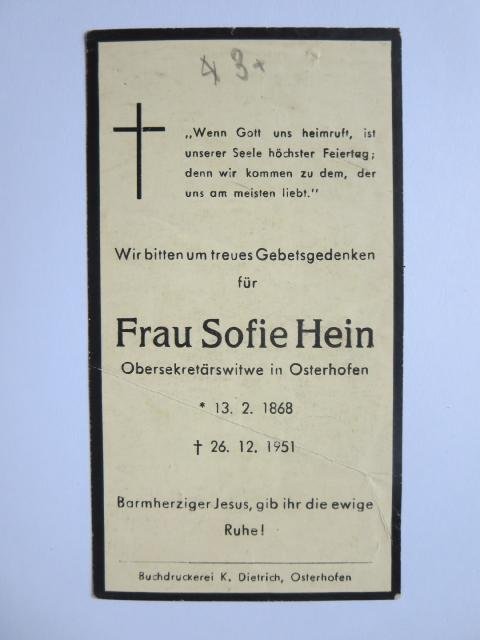 43x
„Wenn Gott uns heimruft, ist
unserer Seele höchster Feiertag;
denn wir kommen zu dem, der
uns am meisten liebt."
Wir bitten um treues Gebetsgedenken
für
Frau Sofie Hein
Obersekretärswitwe in Osterhofen
* 13. 2. 1868
† 26. 12. 1951
Barmherziger Jesus, gib ihr die ewige
Ruhe!
Buchdruckerei K. Dietrich, Osterhofen